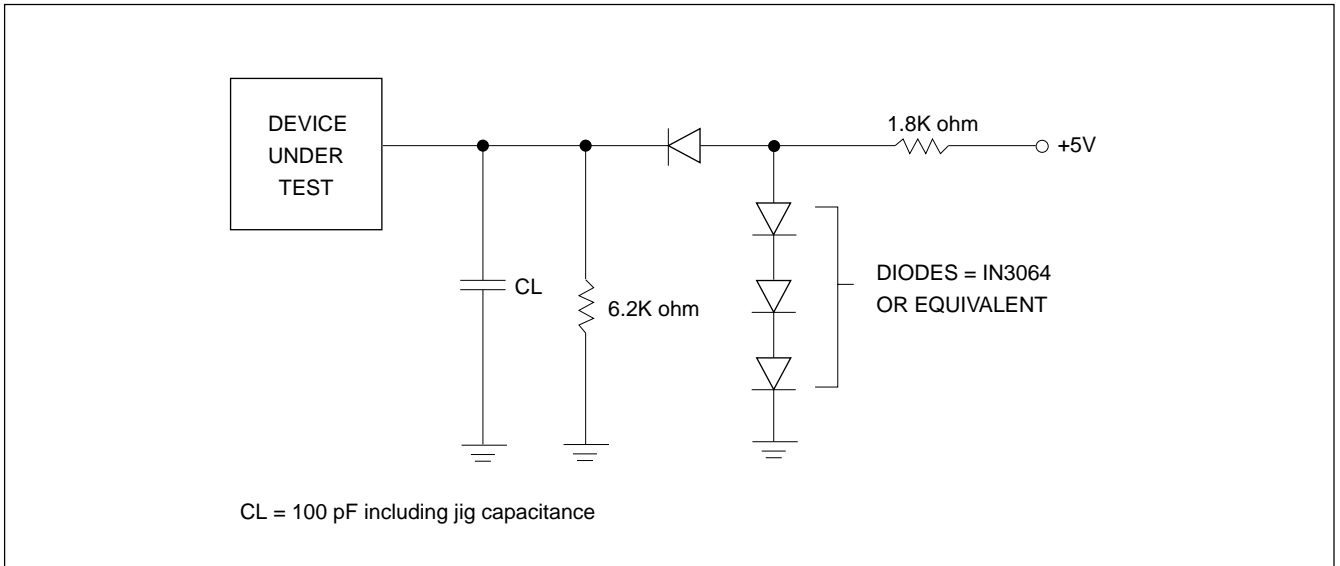 DEVICE
UNDER
TEST
1.8K ohm
+5V
CL
6.2K ohm
DIODES = IN3064
OR EQUIVALENT
CL = 100 pF including jig capacitance